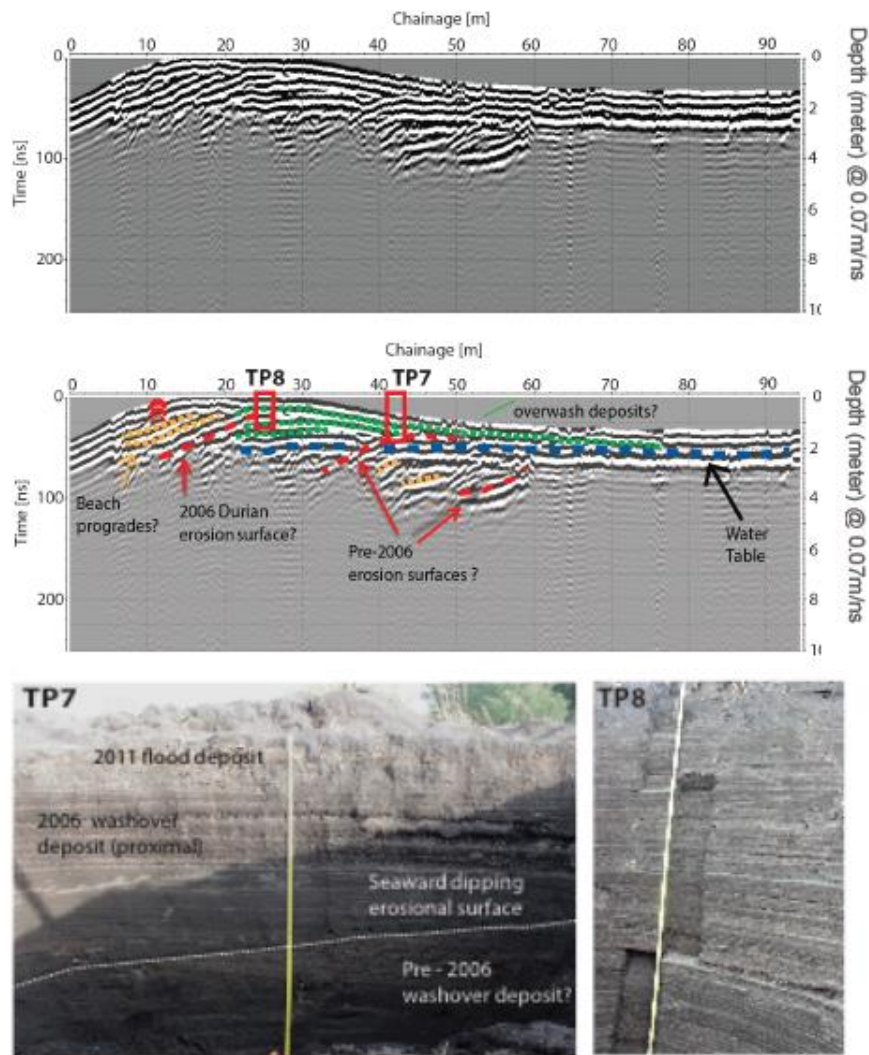 Chainage [m]
0 10 20 30 40 50 60 70 80 90
Time [ns]
0
100
200
Depth (meter) @ 0.07m/ns
0
2
4
6
8
1(
Chainage [m]
TP8 TP7
0 10 20 30 40 50 60 70 80 90
Time [ns]
0
100
200
Depth (meter) @ 0.07m/ns
0
2
4
6
8
1(
overwash deposits?
Beach
progrades?
2006 Durian
erosion surface?
Pre-2006
erosion surfaces ?
Water
Table
TP7
2011 flood deposit
2006 washover
deposit (proximal)
Seaward dipping
erosional surface
Pre - 2006
washover deposit?
TP8